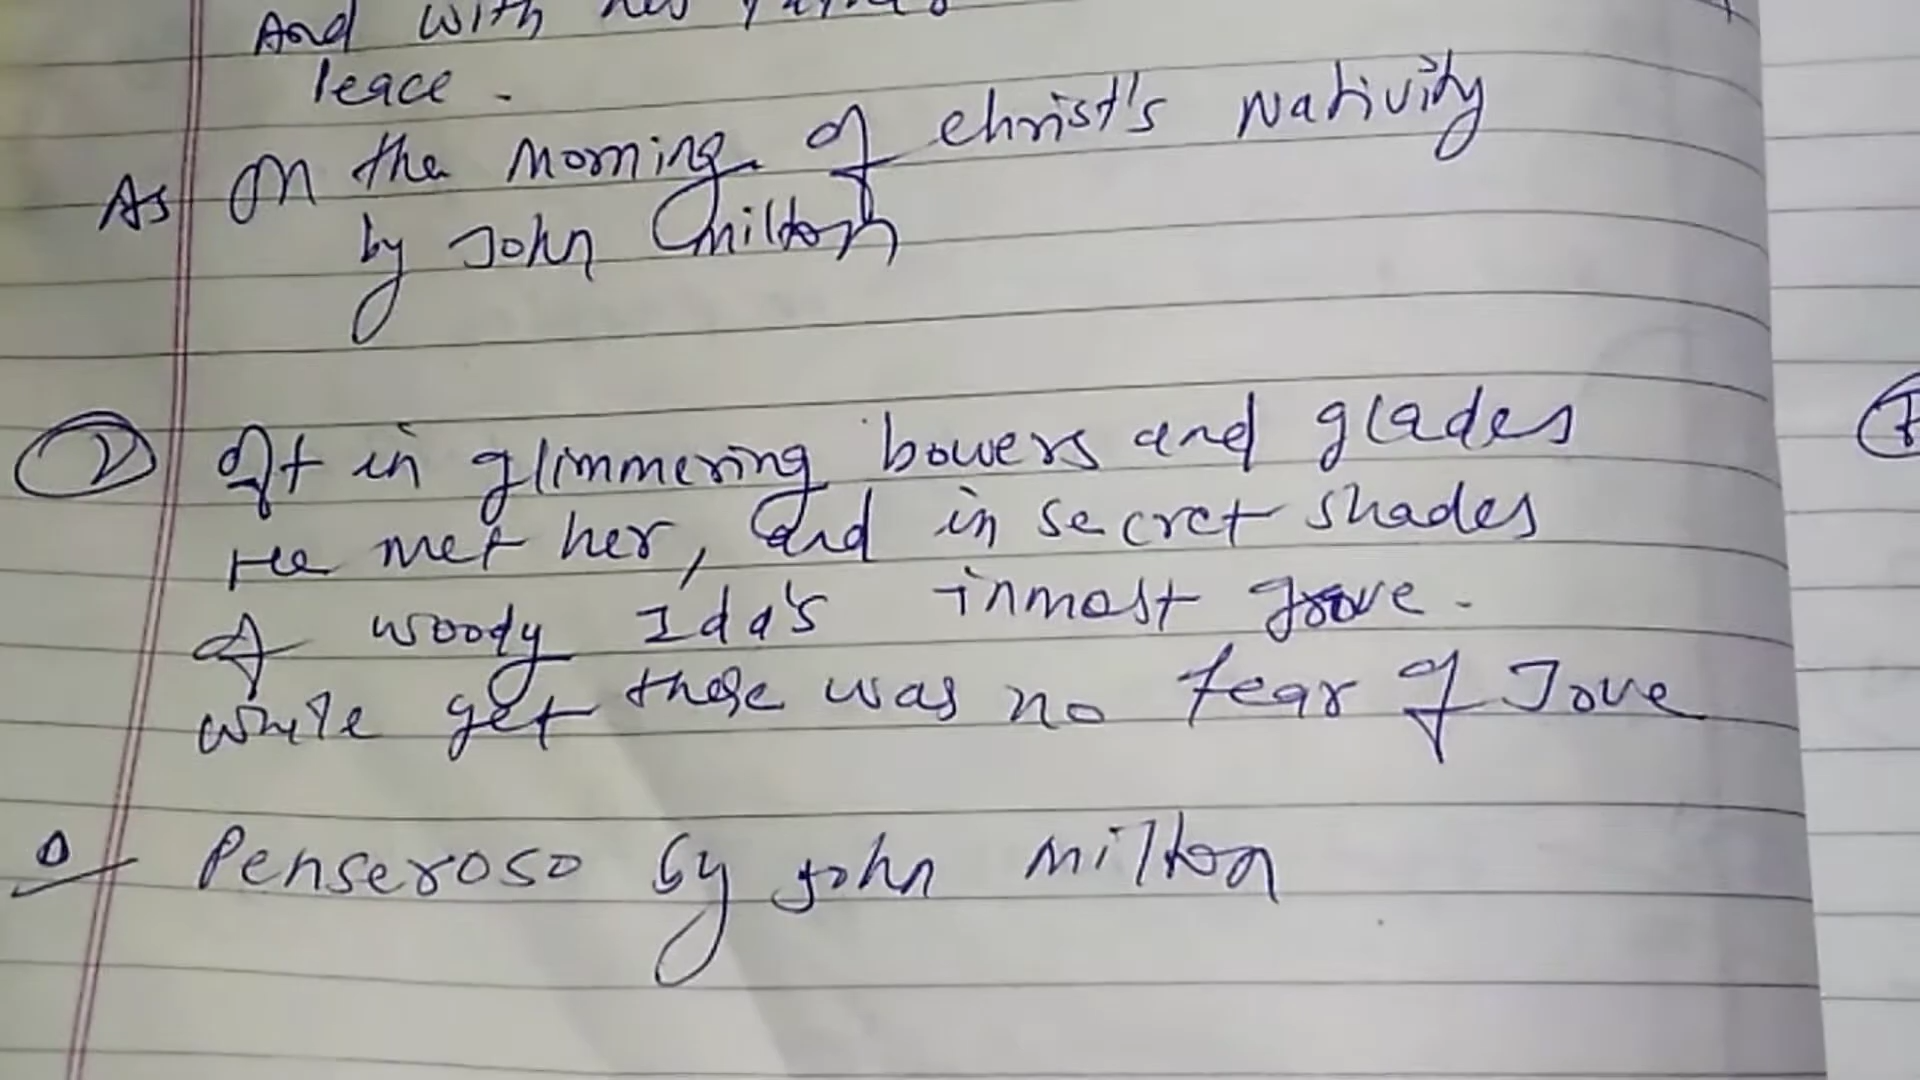 And with
leace.
As On the Morning of christ's Nativity
by John Milton
2 Oft in glimmering bowers and glades
He met her, and in secret shades
Of woody Ida's inmost grove.
while yet there was no fear of Jove
Penseroso by john milton